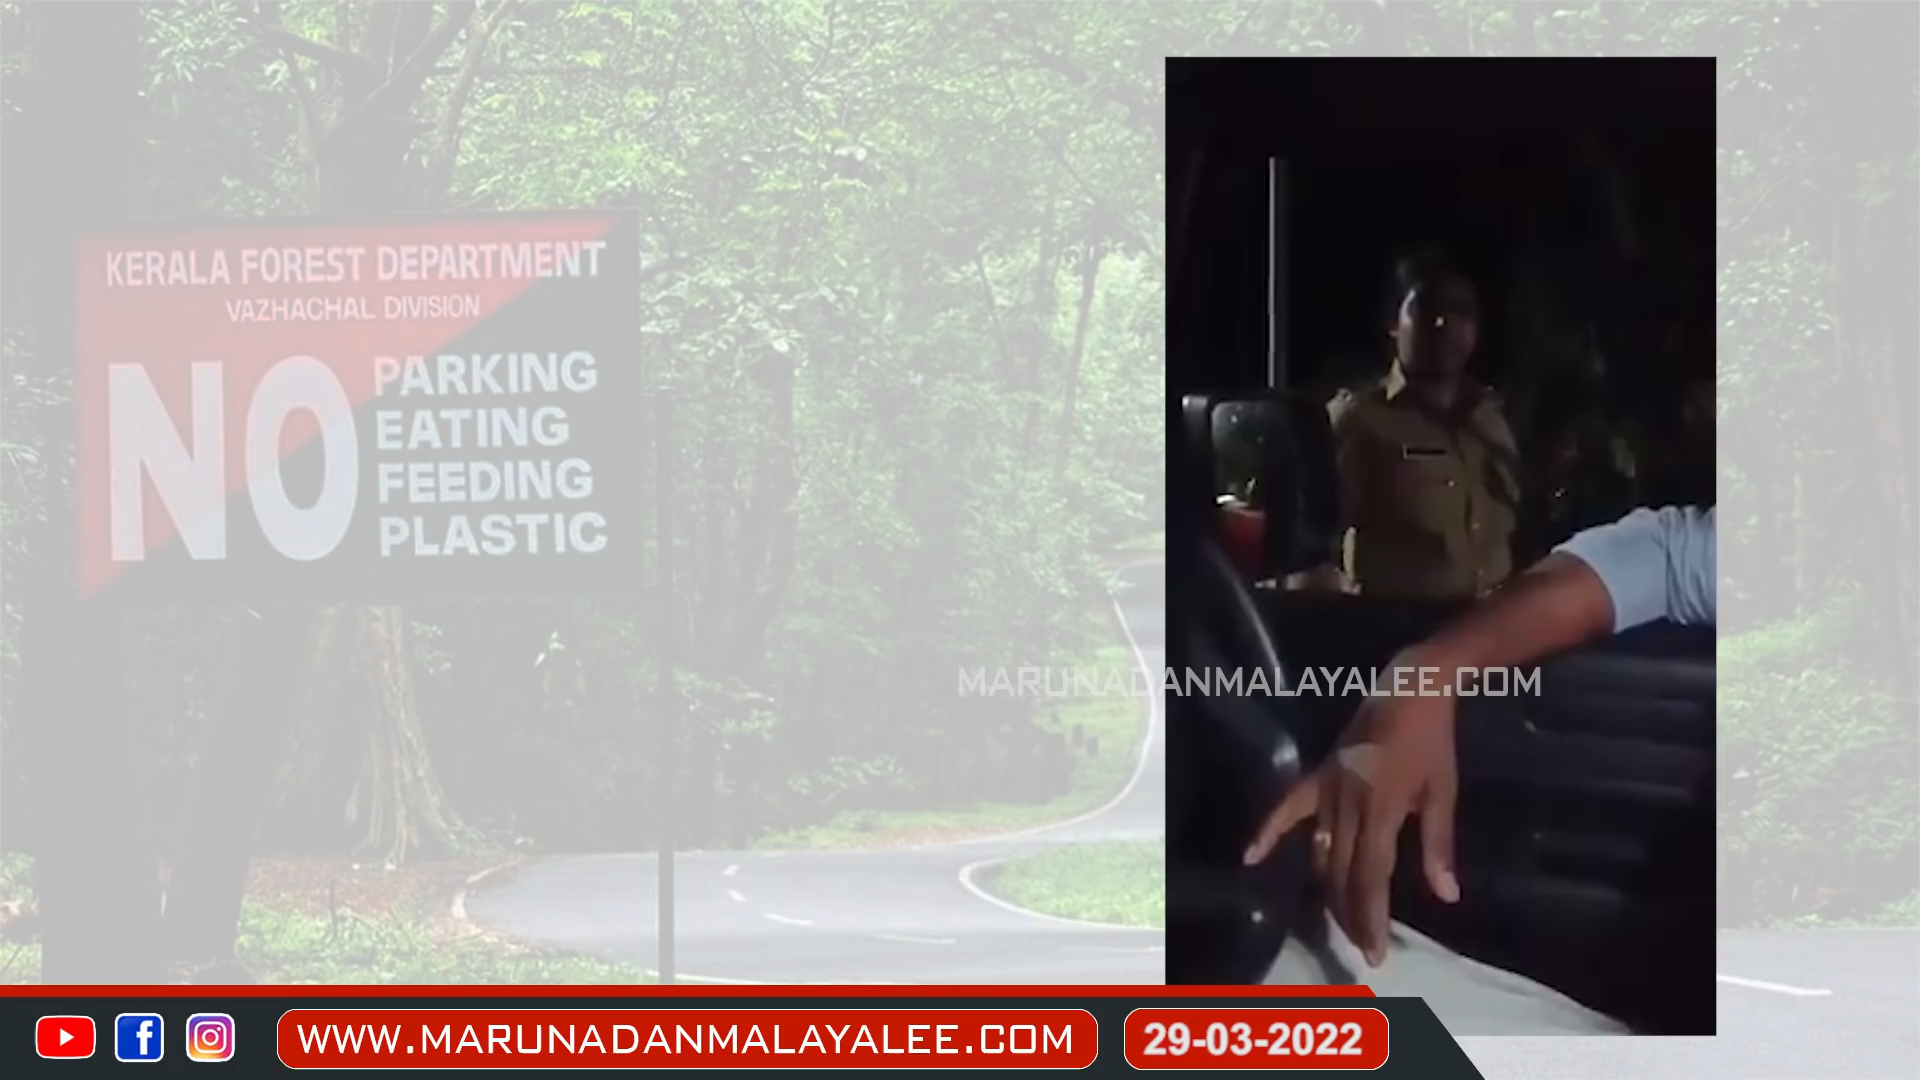 KERALA FOREST DEPARTMENT
VAZHACHAL DIVISION
NO
PARKING
EATING
FEEDING
PLASTIC
MARUNADANMALAYALEE.COM
WWW.MARUNADANMALAYALEE.COM
29-03-2022